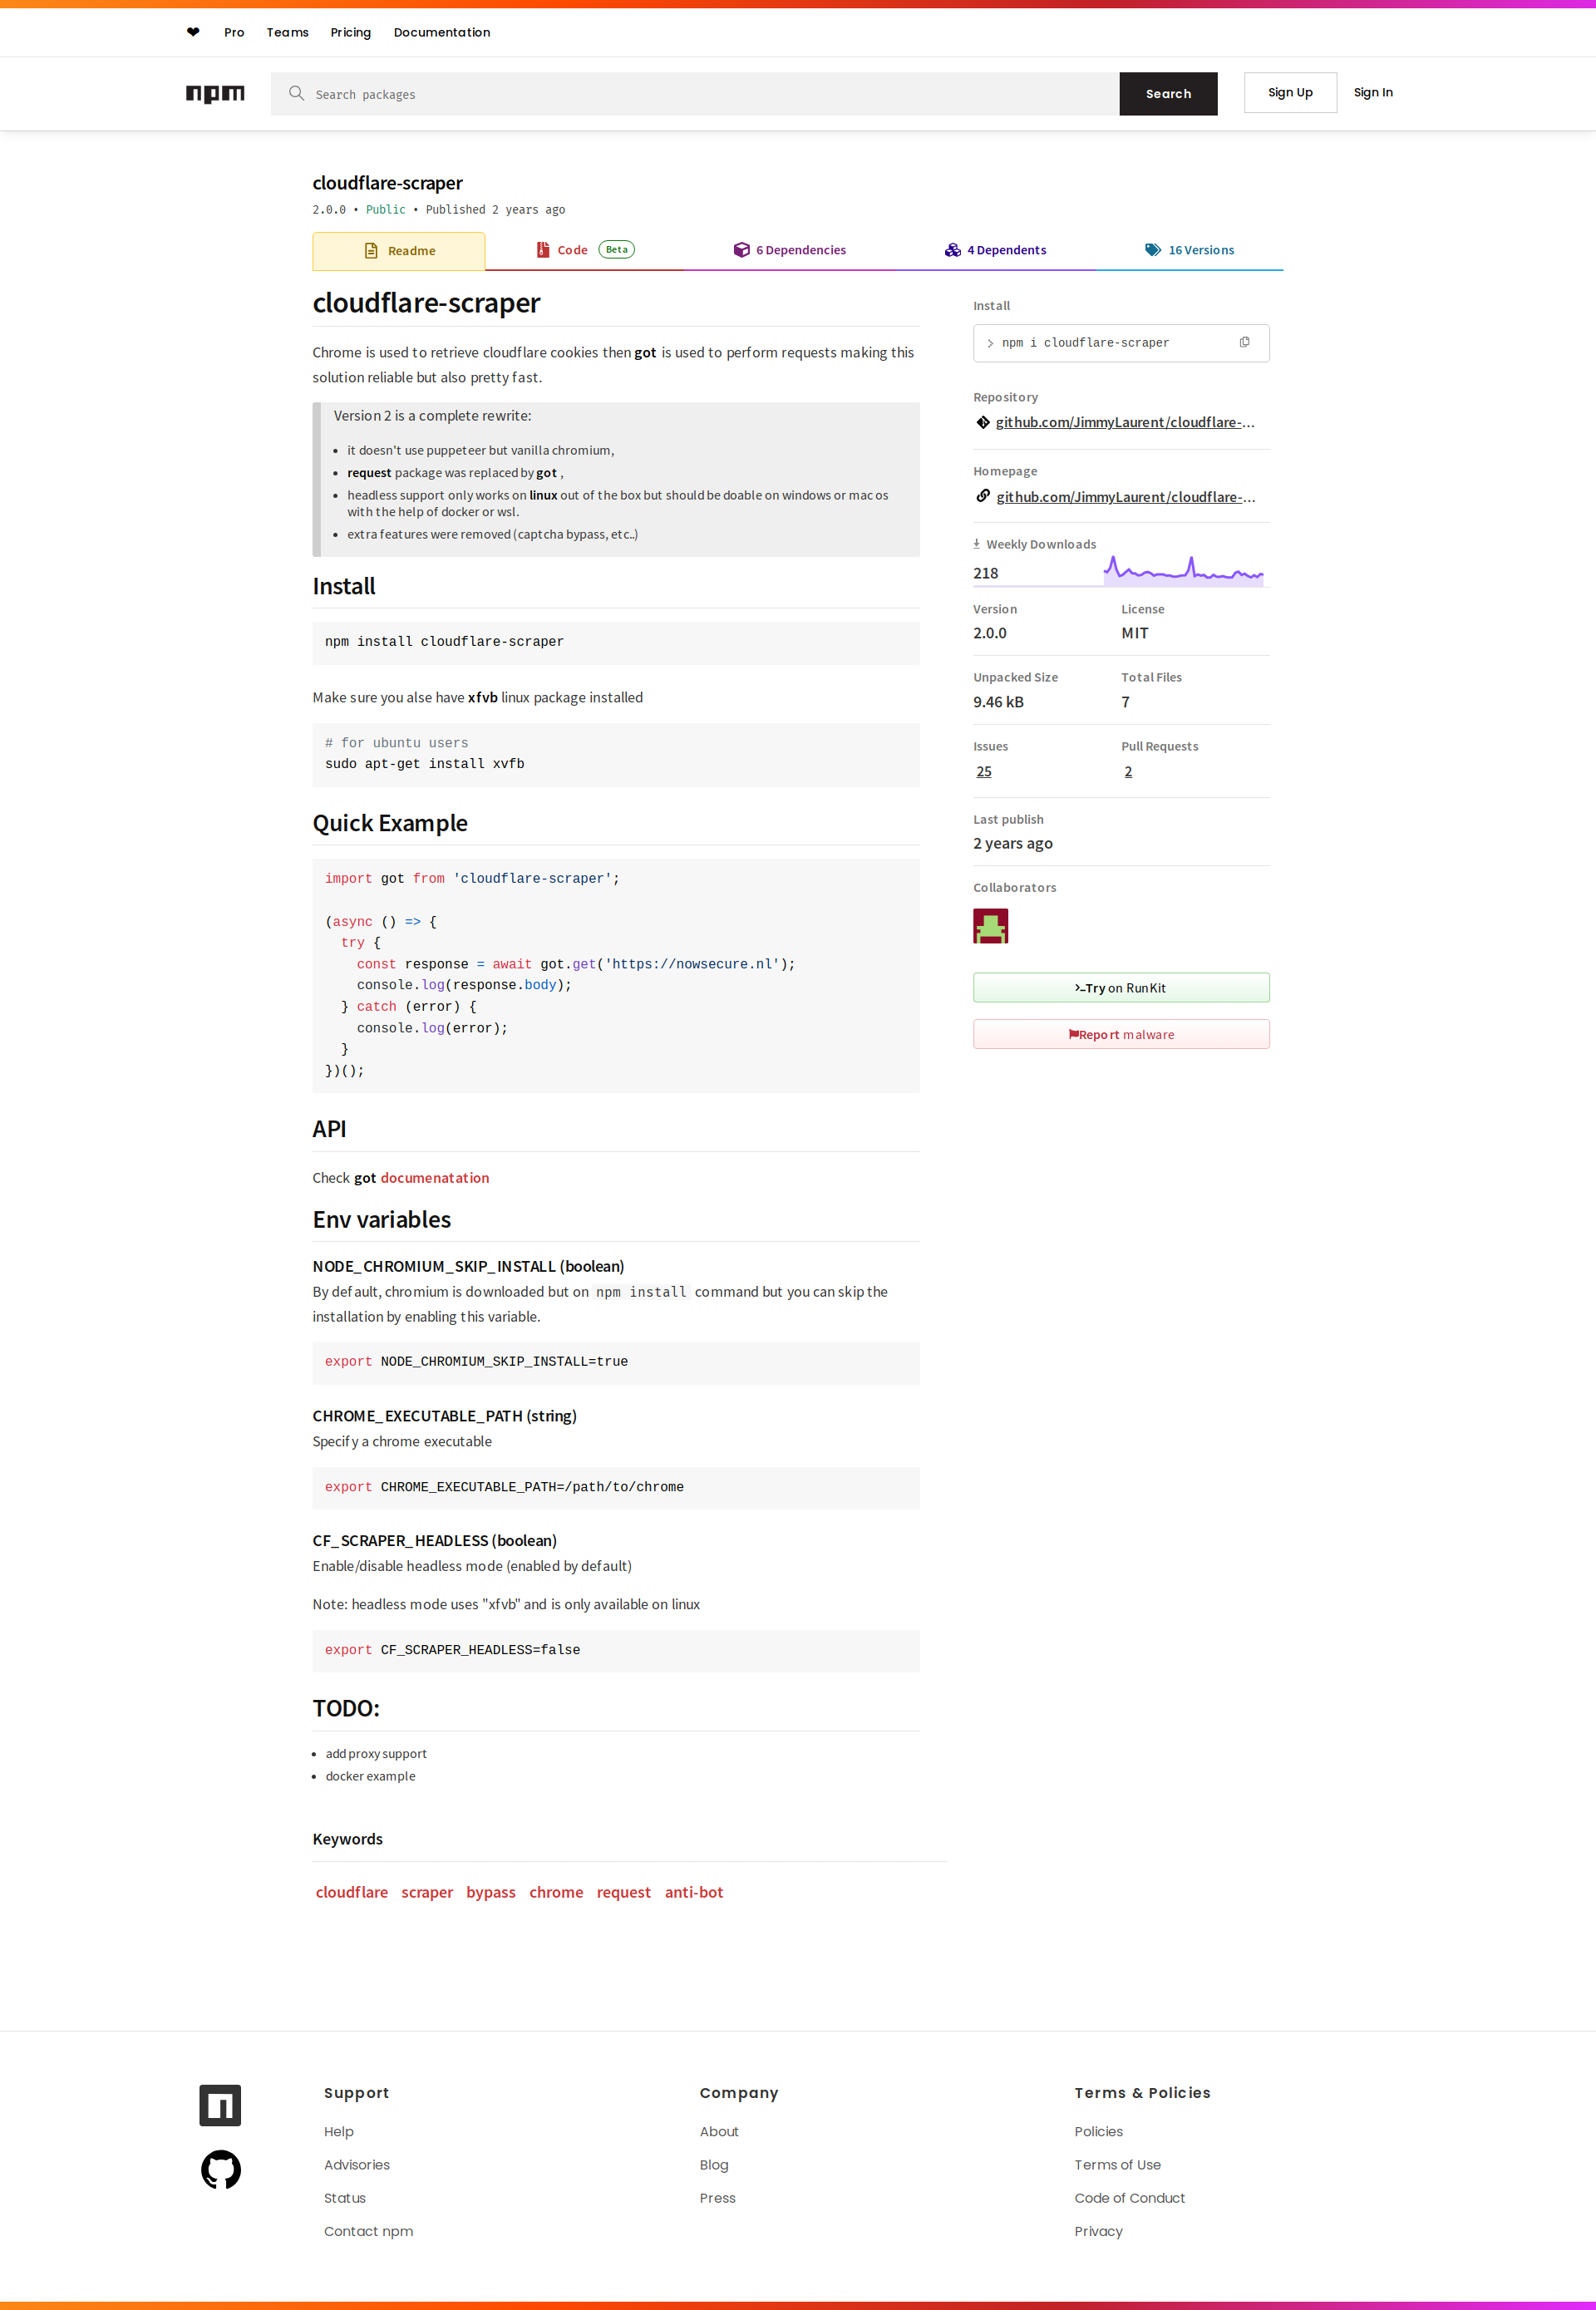 ❤ Pro Teams Pricing Documentation
npm Search packages Search Sign Up Sign In
cloudflare-scraper
2.0.0 • Public • Published 2 years ago
Readme Code Beta 6 Dependencies 4 Dependents 16 Versions
cloudflare-scraper
Chrome is used to retrieve cloudflare cookies then got is used to perform requests making this
solution reliable but also pretty fast.
Version 2 is a complete rewrite:
• it doesn't use puppeteer but vanilla chromium,
• request package was replaced by got ,
• headless support only works on linux out of the box but should be doable on windows or mac os
with the help of docker or wsl.
• extra features were removed (captcha bypass, etc..)
Install
npm install cloudflare-scraper
Make sure you alse have xfvb linux package installed
# for ubuntu users
sudo apt-get install xvfb
Quick Example
import got from 'cloudflare-scraper';
(async () => {
  try {
    const response = await got.get('https://nowsecure.nl');
    console.log(response.body);
  } catch (error) {
    console.log(error);
  }
})();
API
Check got documenatation
Env variables
NODE_CHROMIUM_SKIP_INSTALL (boolean)
By default, chromium is downloaded but on npm install command but you can skip the
installation by enabling this variable.
export NODE_CHROMIUM_SKIP_INSTALL=true
CHROME_EXECUTABLE_PATH (string)
Specify a chrome executable
export CHROME_EXECUTABLE_PATH=/path/to/chrome
CF_SCRAPER_HEADLESS (boolean)
Enable/disable headless mode (enabled by default)
Note: headless mode uses "xfvb" and is only available on linux
export CF_SCRAPER_HEADLESS=false
TODO:
• add proxy support
• docker example
Keywords
cloudflare scraper bypass chrome request anti-bot
Install
npm i cloudflare-scraper
Repository
github.com/JimmyLaurent/cloudflare-...
Homepage
github.com/JimmyLaurent/cloudflare-...
Weekly Downloads
218
Version License
2.0.0 MIT
Unpacked Size Total Files
9.46 kB 7
Issues Pull Requests
25 2
Last publish
2 years ago
Collaborators
Try on RunKit
Report malware
Support
Help
Advisories
Status
Contact npm
Company
About
Blog
Press
Terms & Policies
Policies
Terms of Use
Code of Conduct
Privacy